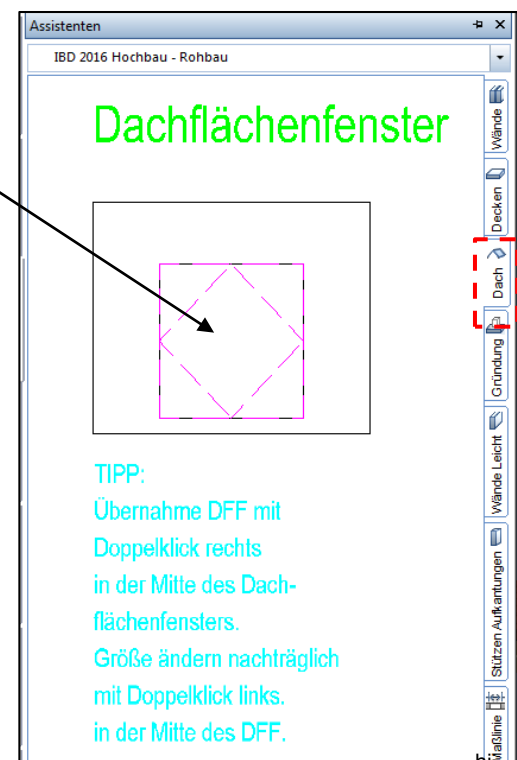 Assistenten
IBD 2016 Hochbau - Rohbau
Dachflächenfenster
TIPP:
Übernahme DFF mit
Doppelklick rechts
in der Mitte des Dach-
flächenfensters.
Größe ändern nachträglich
mit Doppelklick links.
in der Mitte des DFF.
Wände
Decken
Dach
Gründung
Wände Leicht
Stützen Aufkantungen
Maßlinie